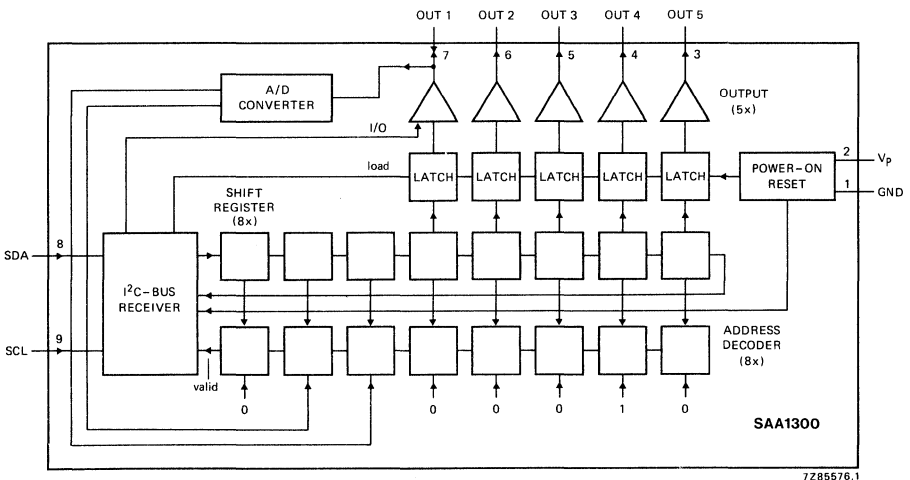 OUT 1 OUT 2 OUT 3 OUT 4 OUT 5
7 6 5 4 3
A/D
CONVERTER
OUTPUT
(5x)
I/O
load
LATCH LATCH LATCH LATCH LATCH
POWER-ON
RESET
2 VP
1 GND
SHIFT
REGISTER
(8x)
SDA 8
I2C-BUS
RECEIVER
SCL 9
valid
ADDRESS
DECODER
(8x)
0 0 0 0 1 0
SAA1300
7Z85576.1